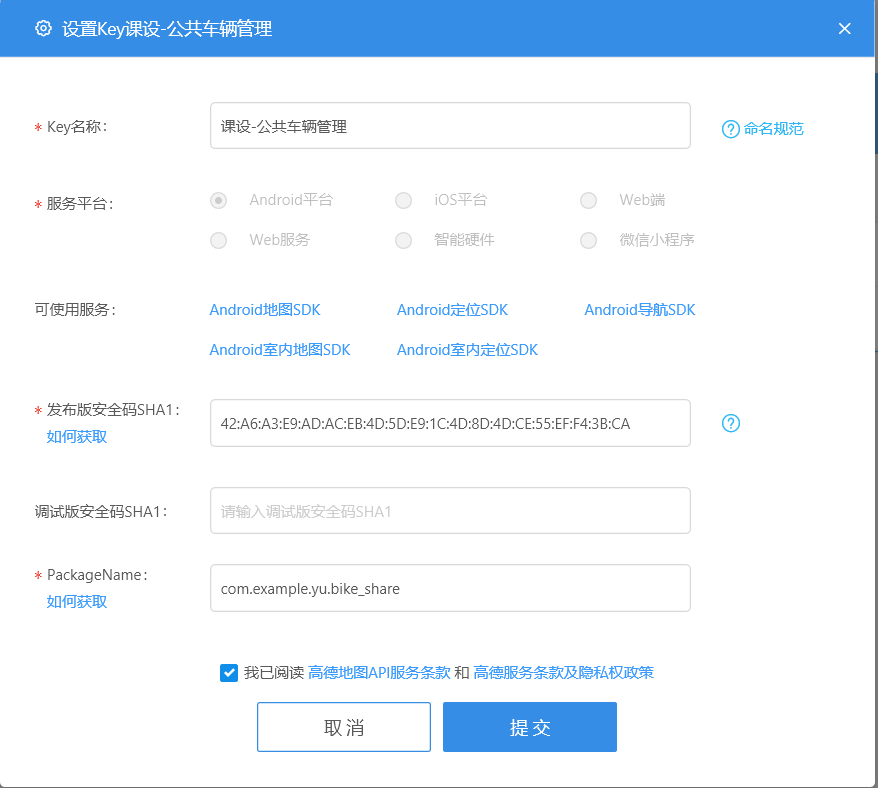 设置Key课设-公共车辆管理
* Key名称：
课设-公共车辆管理
命名规范
* 服务平台：
Android平台 iOS平台 Web端
Web服务 智能硬件 微信小程序
可使用服务：
Android地图SDK Android定位SDK Android导航SDK
Android室内地图SDK Android室内定位SDK
* 发布版安全码SHA1：
如何获取
42:A6:A3:E9:AD:AC:EB:4D:5D:E9:1C:4D:8D:4D:CE:55:EF:F4:3B:CA
调试版安全码SHA1：
请输入调试版安全码SHA1
* PackageName：
如何获取
com.example.yu.bike_share
我已阅读 高德地图API服务条款 和 高德服务条款及隐私权政策
取消 提交